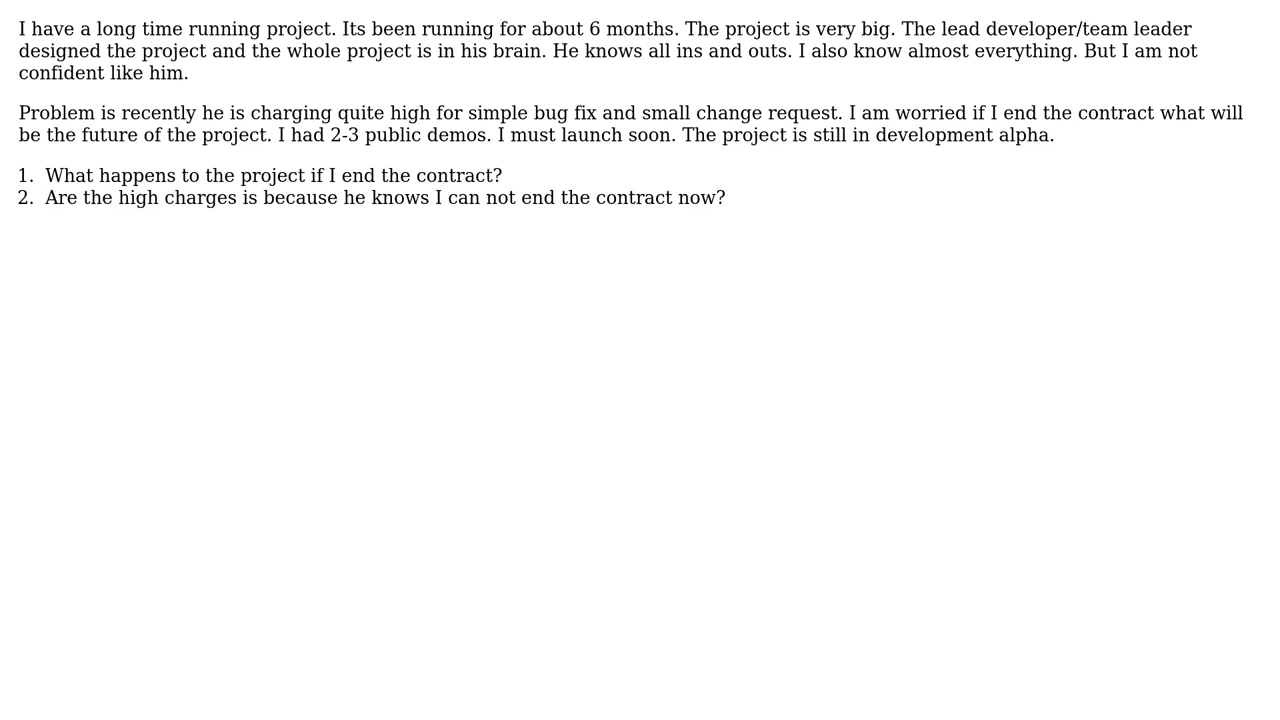 I have a long time running project. Its been running for about 6 months. The project is very big. The lead developer/team leader
designed the project and the whole project is in his brain. He knows all ins and outs. I also know almost everything. But I am not
confident like him.
Problem is recently he is charging quite high for simple bug fix and small change request. I am worried if I end the contract what will
be the future of the project. I had 2-3 public demos. I must launch soon. The project is still in development alpha.
1. What happens to the project if I end the contract?
2. Are the high charges is because he knows I can not end the contract now?